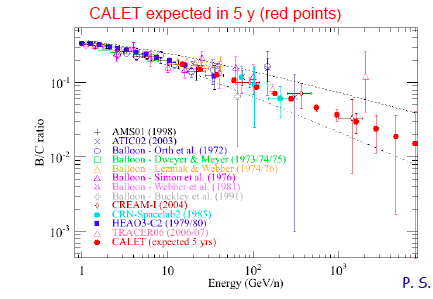 CALET expected in 5 y (red points)
B/C ratio
10-1
10-2
10-3
AMS01 (1998)
ATIC02 (2003)
Balloon - Orth et al. (1972)
Balloon - Dwyer & Meyer (1973/74/75)
Balloon - Lezniak & Webber (1974/76)
Balloon - Simon et al. (1976)
Balloon - Webber et al. (1981)
Balloon - Buckley et al. (1991)
CREAM-I (2004)
CRN-Spacelab2 (1985)
HEAO3-C2 (1979/80)
TRACER06 (2006/07)
CALET (expected 5 yrs)
1 10 102 103
Energy (GeV/n)
P. S.